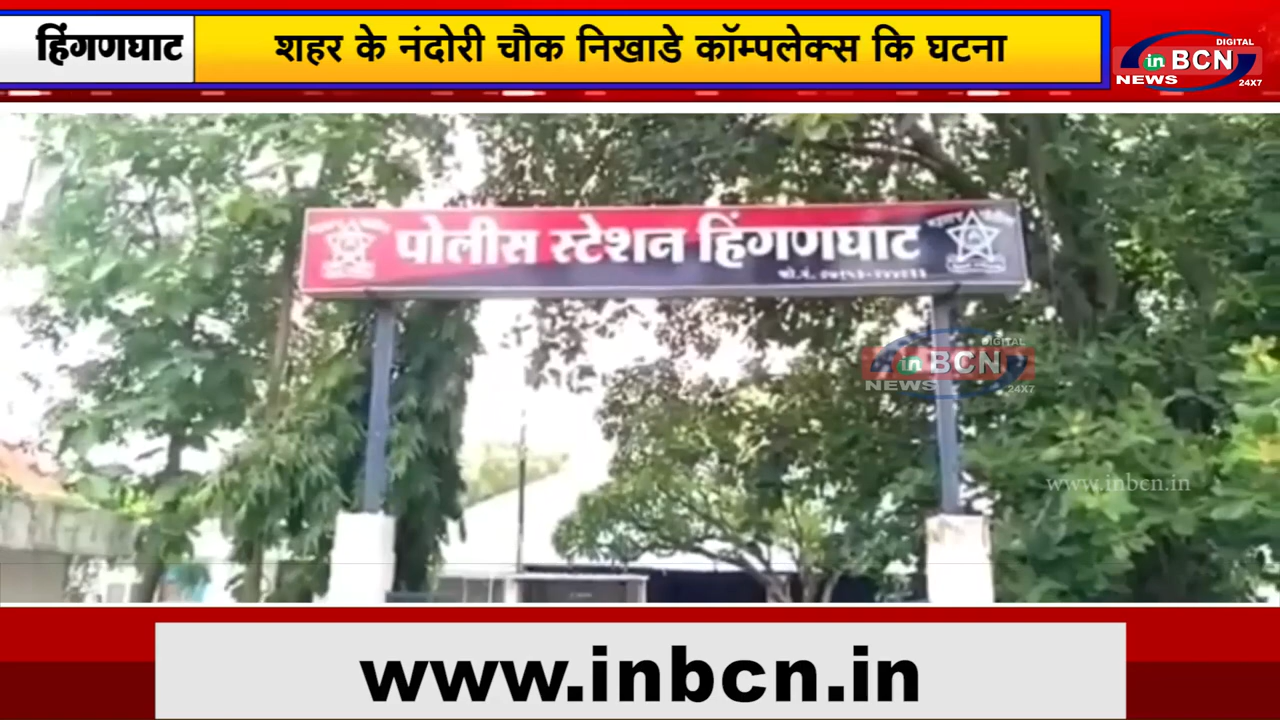 हिंगणघाट
शहर के नंदोरी चौक निखाडे कॉम्पलेक्स कि घटना
DIGITAL
in BCN
NEWS 24X7
पोलीस स्टेशन हिंगणघाट
DIGITAL
in BCN
NEWS 24X7
www.inbcn.in
www.inbcn.in